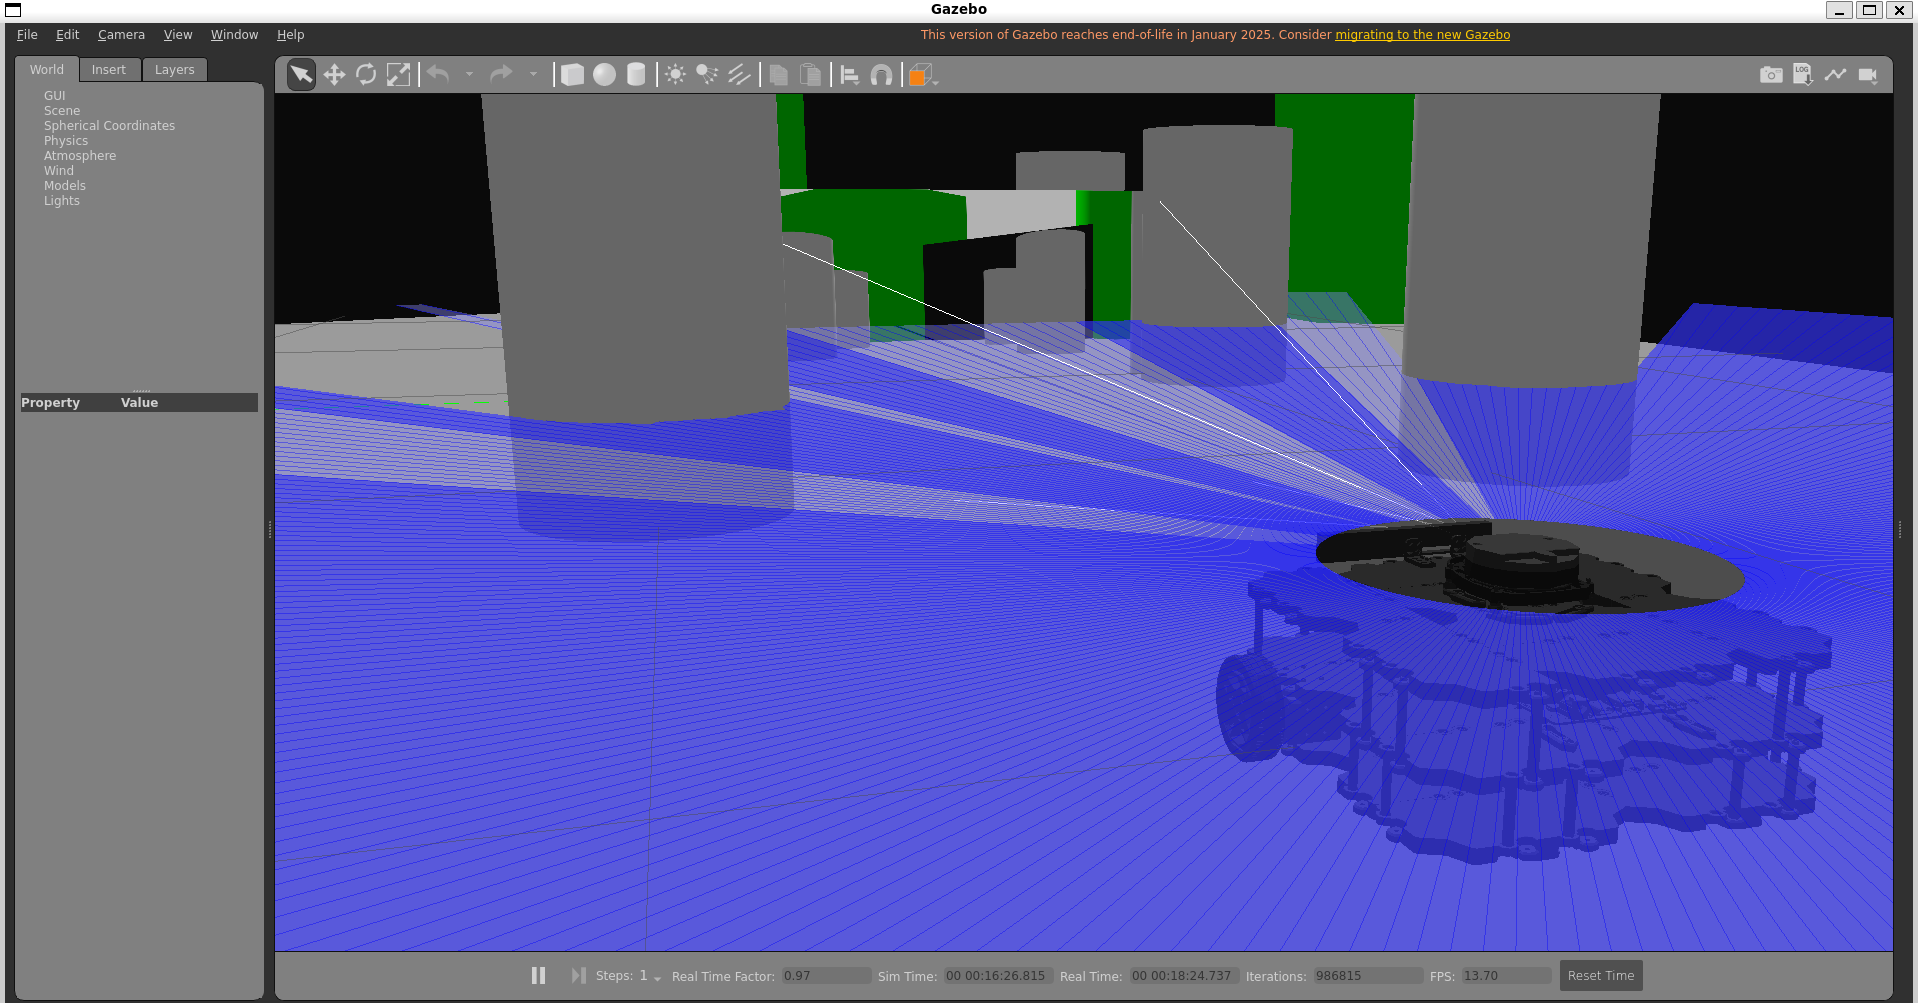 Gazebo
File Edit Camera View Window Help
This version of Gazebo reaches end-of-life in January 2025. Consider migrating to the new Gazebo
World Insert Layers
GUI
Scene
Spherical Coordinates
Physics
Atmosphere
Wind
Models
Lights
LOG
Property Value
Steps: 1 Real Time Factor: 0.97 Sim Time: 00 00:16:26.815 Real Time: 00 00:18:24.737 Iterations: 986815 FPS: 13.70 Reset Time